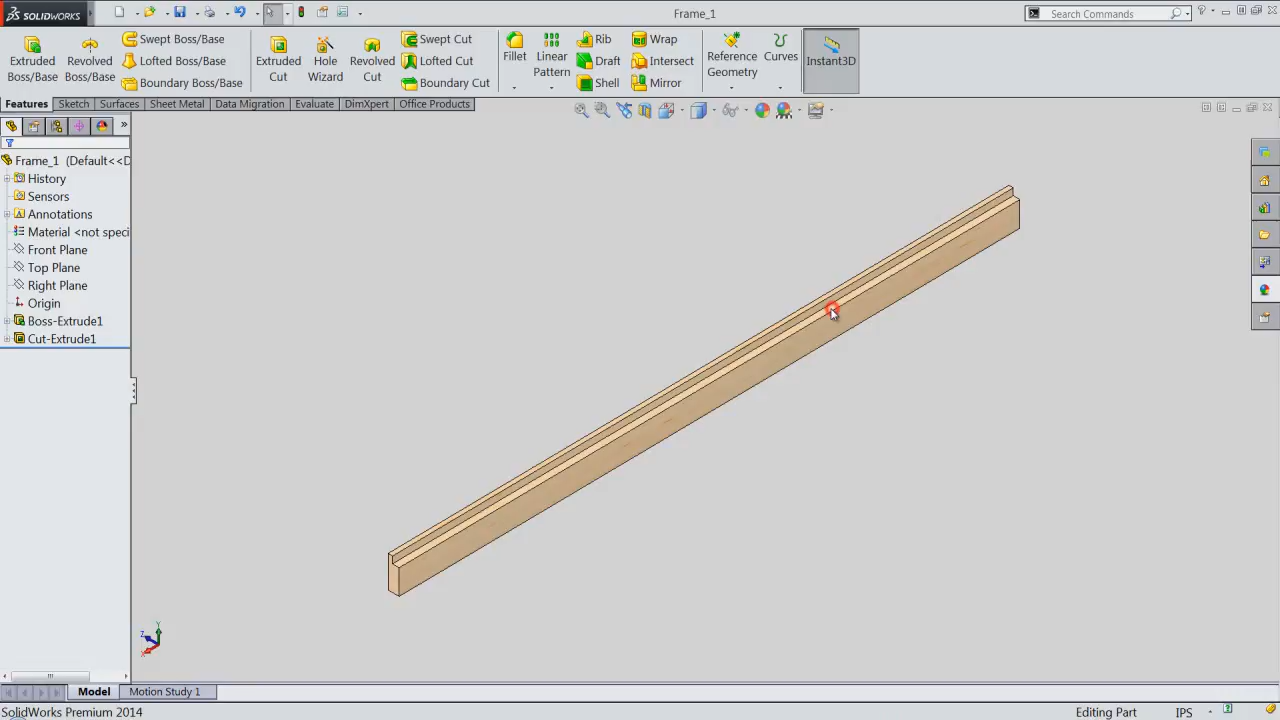 SOLIDWORKS
Frame_1
Search Commands
Extruded Boss/Base
Revolved Boss/Base
Swept Boss/Base
Lofted Boss/Base
Boundary Boss/Base
Extruded Cut
Hole Wizard
Revolved Cut
Swept Cut
Lofted Cut
Boundary Cut
Fillet
Linear Pattern
Rib
Draft
Shell
Wrap
Intersect
Mirror
Reference Geometry
Curves
Instant3D
Features
Sketch
Surfaces
Sheet Metal
Data Migration
Evaluate
DimXpert
Office Products
Frame_1 (Default<<D
History
Sensors
Annotations
Material <not speci
Front Plane
Top Plane
Right Plane
Origin
Boss-Extrude1
Cut-Extrude1
Y
Z
X
Model
Motion Study 1
SolidWorks Premium 2014
Editing Part
IPS